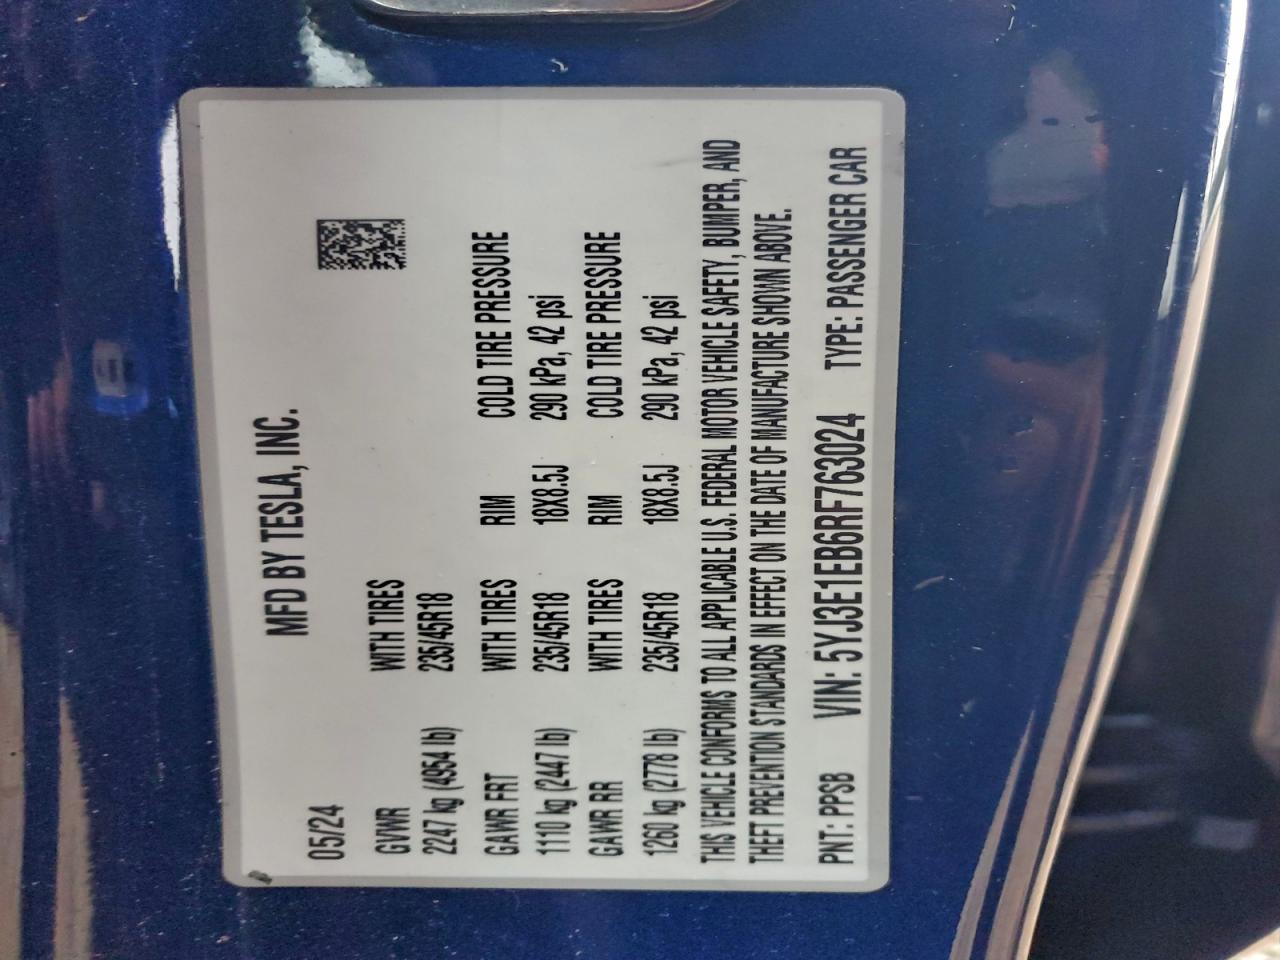 MFD BY TESLA, INC.
05/24
GVWR WITH TIRES
2247 kg (4954 lb) 235/45R18
GAWR FRT WITH TIRES RIM COLD TIRE PRESSURE
1110 kg (2447 lb) 235/45R18 18X8.5J 290 kPa, 42 psi
GAWR RR WITH TIRES RIM COLD TIRE PRESSURE
1260 kg (2778 lb) 235/45R18 18X8.5J 290 kPa, 42 psi
THIS VEHICLE CONFORMS TO ALL APPLICABLE U.S. FEDERAL MOTOR VEHICLE SAFETY, BUMPER, AND
THEFT PREVENTION STANDARDS IN EFFECT ON THE DATE OF MANUFACTURE SHOWN ABOVE.
PNT: PPSB VIN: 5YJ3E1EB6RF763024 TYPE: PASSENGER CAR